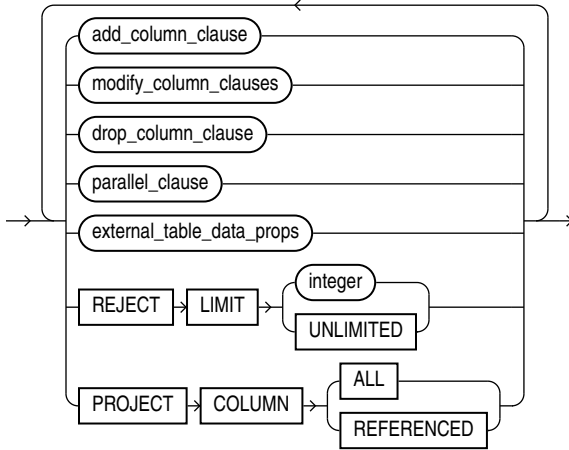 add_column_clause
modify_column_clauses
drop_column_clause
parallel_clause
external_table_data_props
REJECT LIMIT integer
UNLIMITED
PROJECT COLUMN ALL
REFERENCED